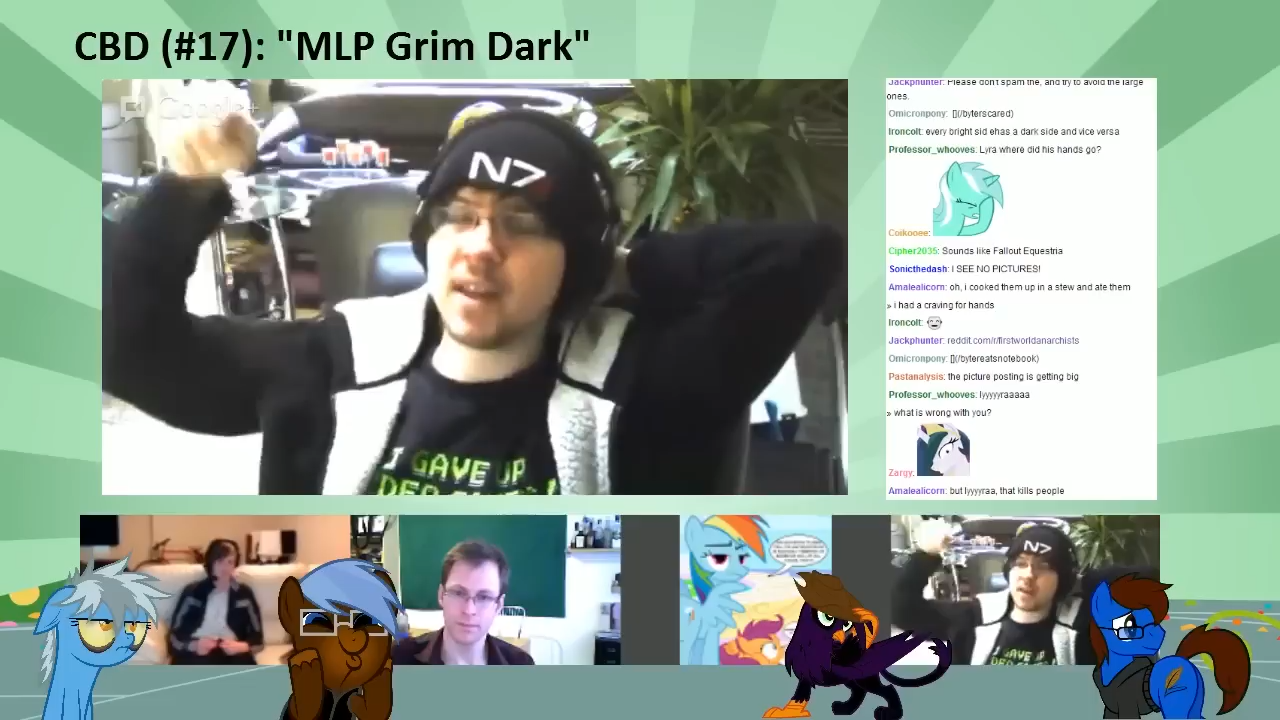 CBD (#17): "MLP Grim Dark"
Google+
N7
I GAVE UP
Jackphunter: Please don't spam me, and try to avoid the large
ones.
Omicronpony: [](/byterscared)
Ironcolt: every bright sid ehas a dark side and vice versa
Professor_whooves: Lyra where did his hands go?
Coikooee:
Cipher2035: Sounds like Fallout Equestria
Sonicthedash: I SEE NO PICTURES!
Amalealicorn: oh, i cooked them up in a stew and ate them
» i had a craving for hands
Ironcolt:
Jackphunter: reddit.com/r/firstworldanarchists
Omicronpony: [](/bytereatsnotebook)
Pastanalysis: the picture posting is getting big
Professor_whooves: lyyyyraaaaa
» what is wrong with you?
Zargy:
Amalealicorn: but lyyyyraa, that kills people
N7